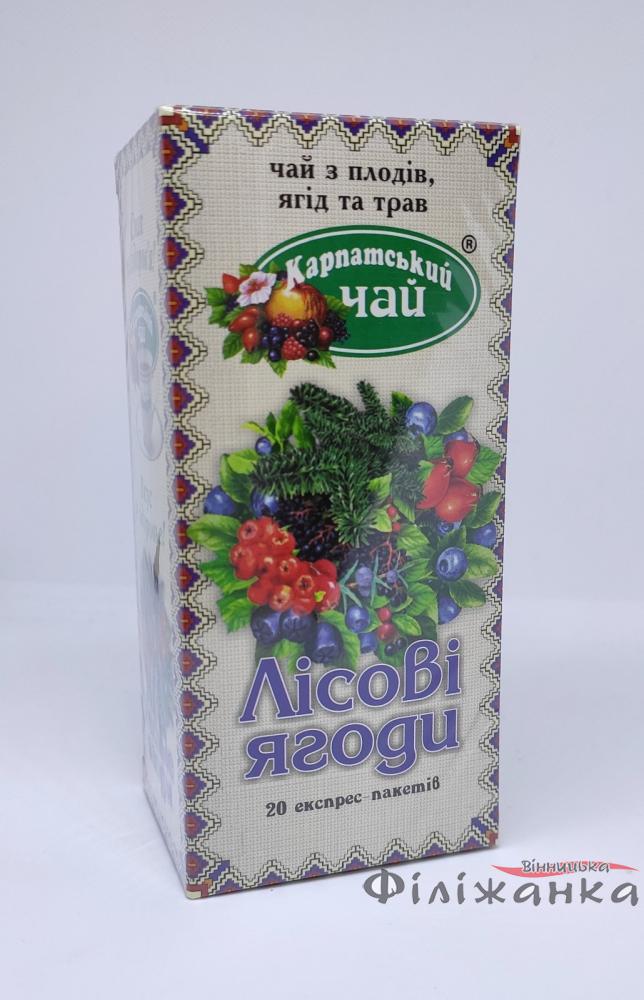 чай з плодів,
ягід та трав
Карпатський
чай
®
Лісові
ягоди
20 експрес-пакетів
Вінницька
Філіжанка